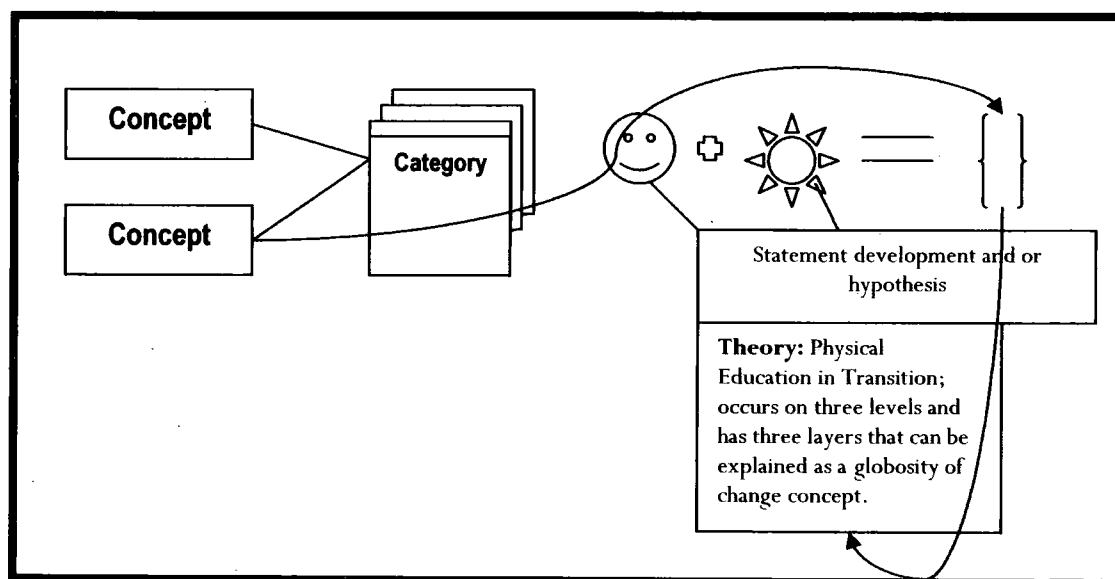 Concept
Category
Concept
Statement development and or
hypothesis
Theory: Physical
Education in Transition;
occurs on three levels and
has three layers that can be
explained as a globosity of
change concept.